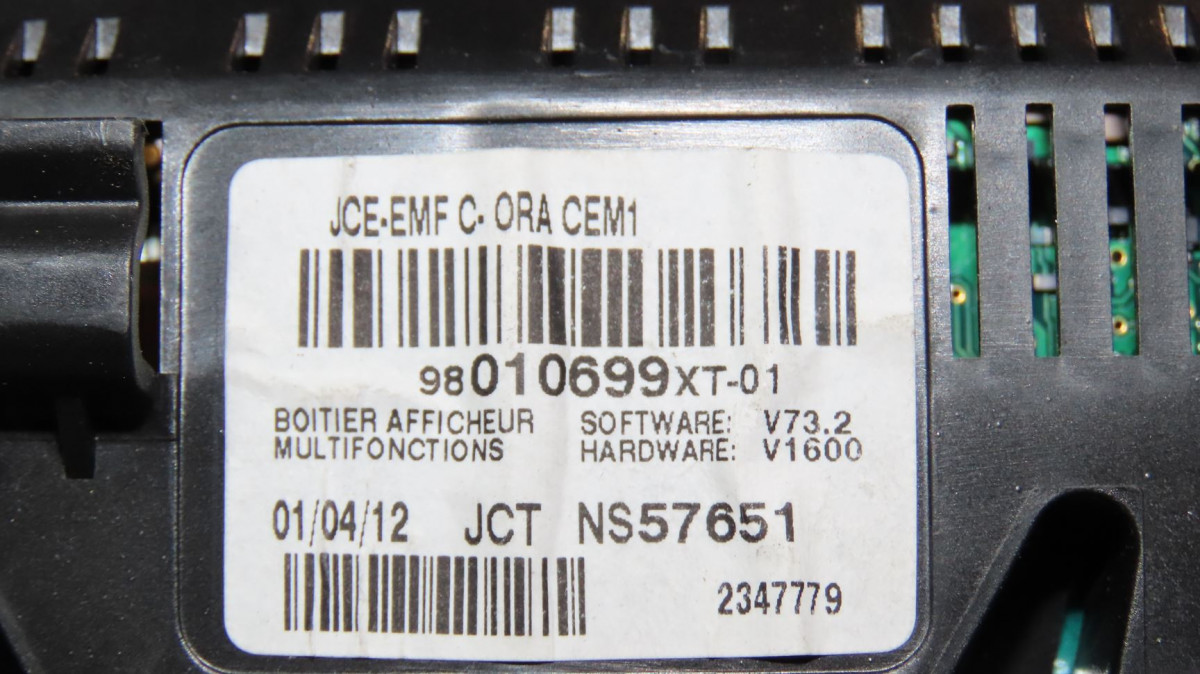 JCE-EMF C- ORA CEM1
98010699XT-01
BOITIER AFFICHEUR SOFTWARE: V73.2
MULTIFONCTIONS HARDWARE: V1600
01/04/12 JCT NS57651
2347779